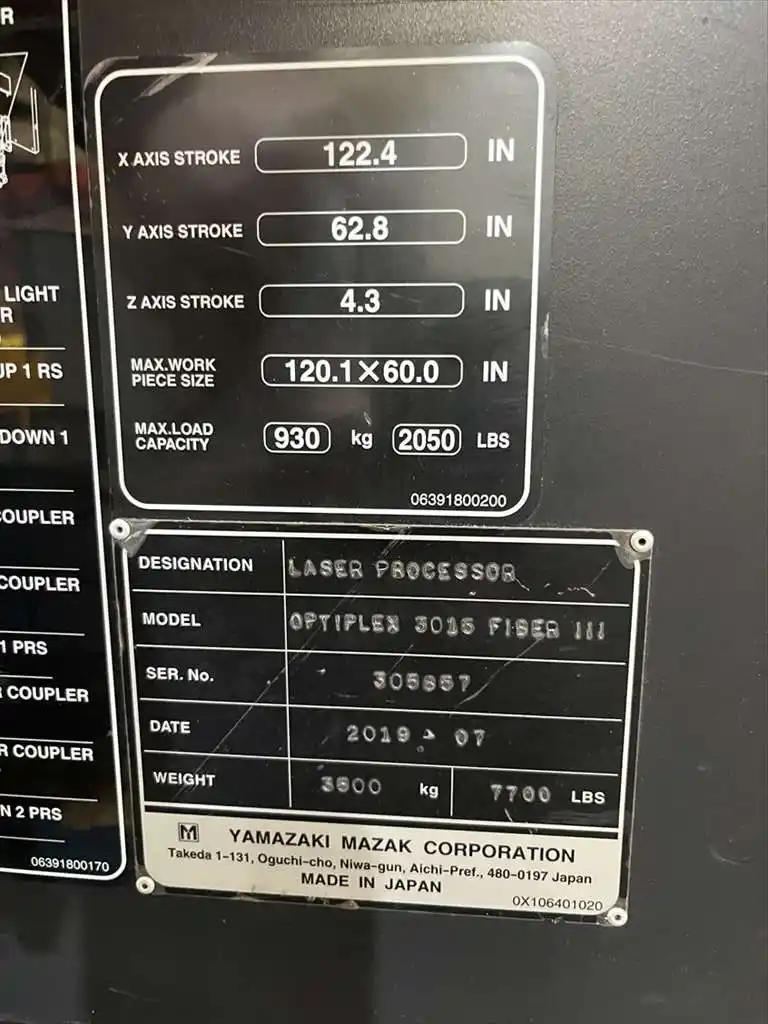 R
LIGHT
R
UP 1 RS
DOWN 1
COUPLER
COUPLER
1 PRS
COUPLER
R COUPLER
N 2 PRS
06391800170
X AXIS STROKE 122.4 IN
Y AXIS STROKE 62.8 IN
Z AXIS STROKE 4.3 IN
MAX.WORK
PIECE SIZE 120.1×60.0 IN
MAX.LOAD
CAPACITY 930 kg 2050 LBS
06391800200
DESIGNATION LASER PROCESSOR
MODEL OPTIPLEX 3015 FIBER III
SER. No.
DATE 2019 07
WEIGHT 3500 kg 7700 LBS
M YAMAZAKI MAZAK CORPORATION
Takeda 1-131, Oguchi-cho, Niwa-gun, Aichi-Pref., 480-0197 Japan
MADE IN JAPAN
0X106401020